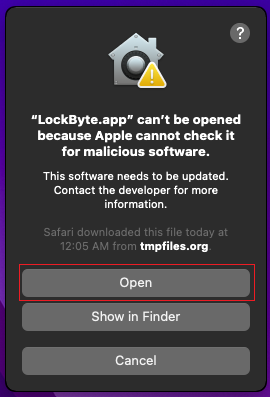 ?
“LockByte.app” can’t be opened
because Apple cannot check it
for malicious software.
This software needs to be updated.
Contact the developer for more
information.
Safari downloaded this file today at
12:05 AM from tmpfiles.org.
Open
Show in Finder
Cancel